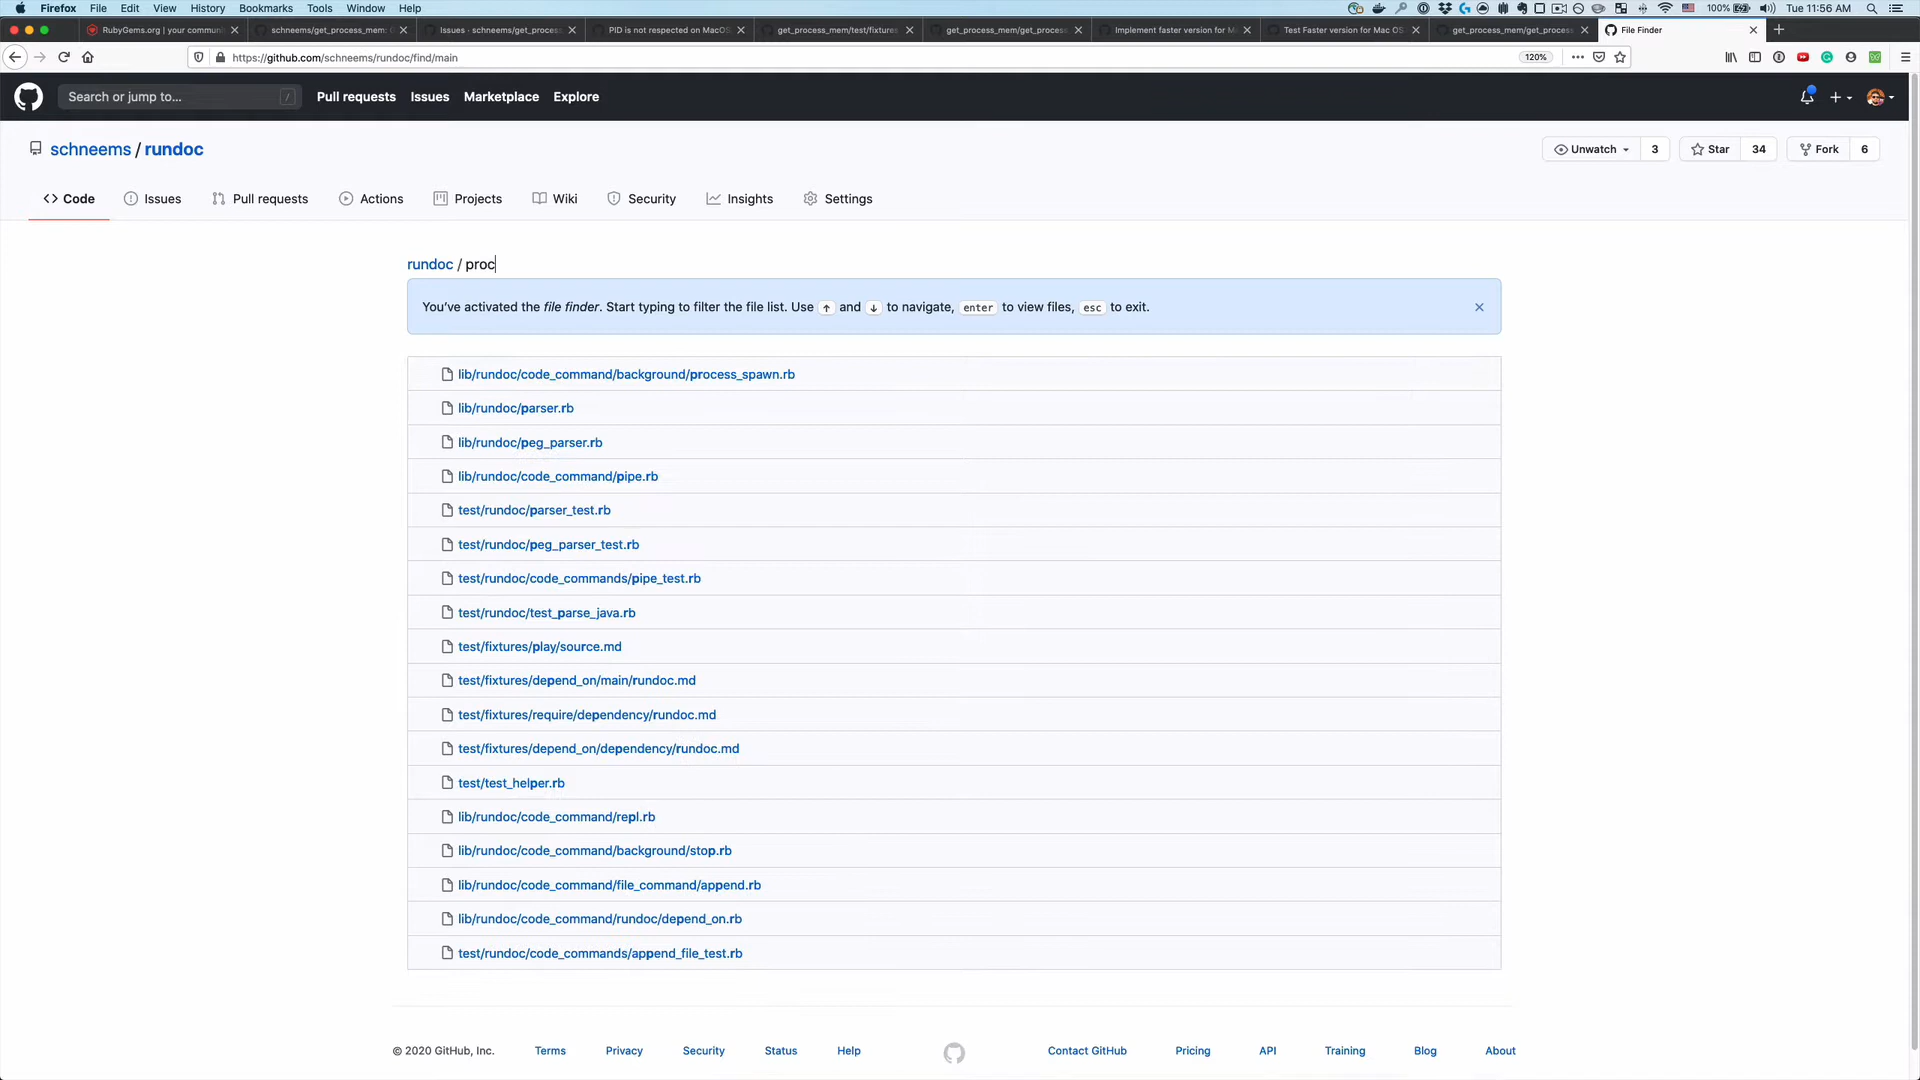 Firefox File Edit View History Bookmarks Tools Window Help 100% Tue 11:56 AM
RubyGems.org | your commun schneems/get_process_mem: Issues · schneems/get_proces PID is not respected on MacOS get_process_mem/test/fixtures get_process_mem/get_process Implement faster version for M Test Faster version for Mac OS get_process_mem/get_process File Finder
https://github.com/schneems/rundoc/find/main 120%
Search or jump to... / Pull requests Issues Marketplace Explore
schneems / rundoc Unwatch 3 Star 34 Fork 6
Code Issues Pull requests Actions Projects Wiki Security Insights Settings
rundoc / proc
You've activated the file finder. Start typing to filter the file list. Use ↑ and ↓ to navigate, enter to view files, esc to exit.
lib/rundoc/code_command/background/process_spawn.rb
lib/rundoc/parser.rb
lib/rundoc/peg_parser.rb
lib/rundoc/code_command/pipe.rb
test/rundoc/parser_test.rb
test/rundoc/peg_parser_test.rb
test/rundoc/code_commands/pipe_test.rb
test/rundoc/test_parse_java.rb
test/fixtures/play/source.md
test/fixtures/depend_on/main/rundoc.md
test/fixtures/require/dependency/rundoc.md
test/fixtures/depend_on/dependency/rundoc.md
test/test_helper.rb
lib/rundoc/code_command/repl.rb
lib/rundoc/code_command/background/stop.rb
lib/rundoc/code_command/file_command/append.rb
lib/rundoc/code_command/rundoc/depend_on.rb
test/rundoc/code_commands/append_file_test.rb
© 2020 GitHub, Inc. Terms Privacy Security Status Help Contact GitHub Pricing API Training Blog About